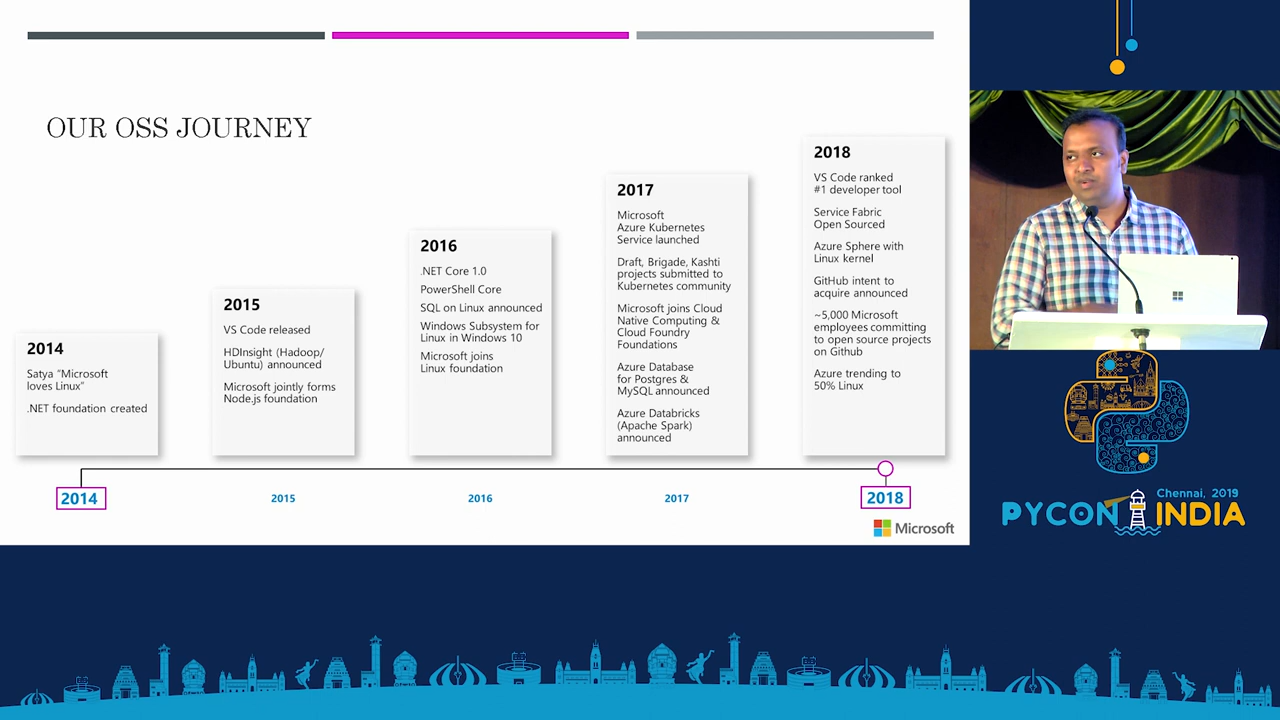 OUR OSS JOURNEY
2014
Satya "Microsoft
loves Linux"
.NET foundation created
2015
VS Code released
HDInsight (Hadoop/
Ubuntu) announced
Microsoft jointly forms
Node.js foundation
2016
.NET Core 1.0
PowerShell Core
SQL on Linux announced
Windows Subsystem for
Linux in Windows 10
Microsoft joins
Linux foundation
2017
Microsoft
Azure Kubernetes
Service launched
Draft, Brigade, Kashti
projects submitted to
Kubernetes community
Microsoft joins Cloud
Native Computing &
Cloud Foundry
Foundations
Azure Database
for Postgres &
MySQL announced
Azure Databricks
(Apache Spark)
announced
2018
VS Code ranked
#1 developer tool
Service Fabric
Open Sourced
Azure Sphere with
Linux kernel
GitHub intent to
acquire announced
~5,000 Microsoft
employees committing
to open source projects
on Github
Azure trending to
50% Linux
2014
2015
2016
2017
2018
Microsoft
Chennai, 2019
PYCON INDIA